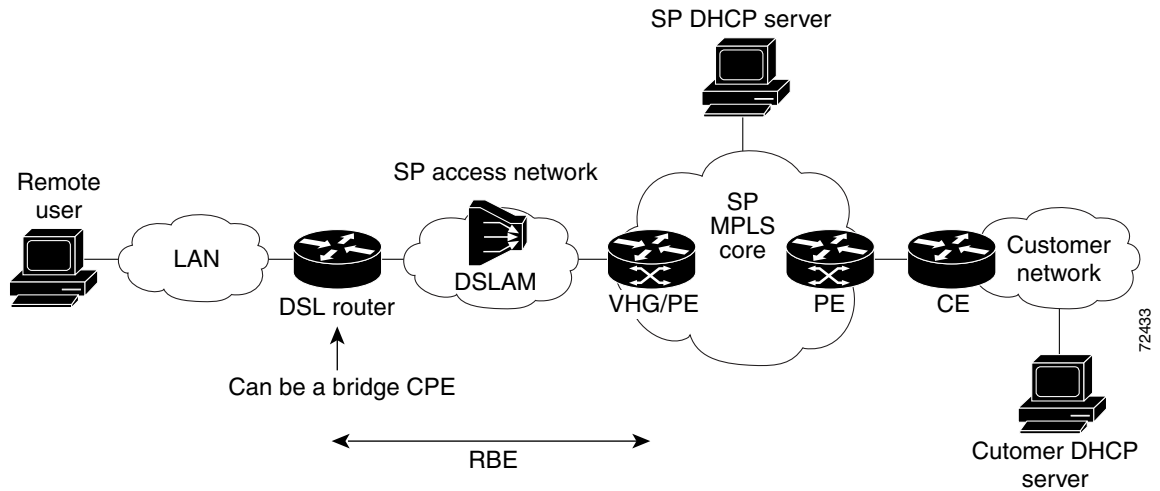 SP DHCP server
Remote
user
SP access network
SP
MPLS
core
LAN
DSLAM
Customer
network
DSL router
VHG/PE
PE
CE
72433
Can be a bridge CPE
RBE
Cutomer DHCP
server